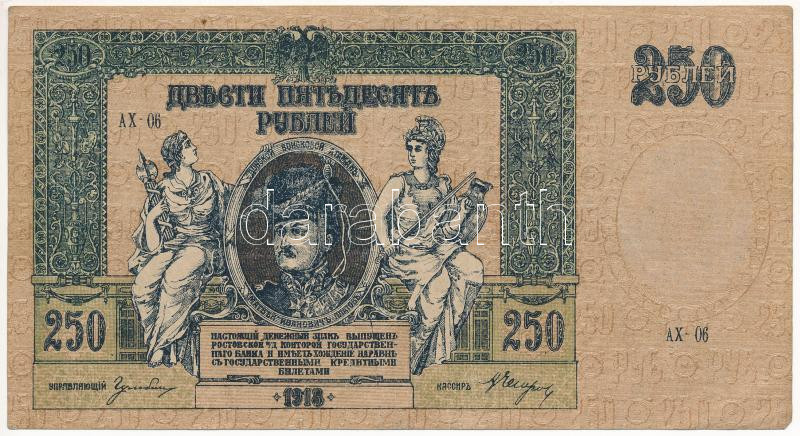 250
250
250
РУБЛЕЙ
ДВѢСТИ ПЯТЬДЕСЯТЪ
РУБЛЕЙ
АХ-06
darabanth
250
250
АХ-06
НАСТОЯЩІЙ ДЕНЕЖНЫЙ ЗНАКЪ ВЫПУЩЕНЪ
РОСТОВСКОЙ Н/Д КОНТОРОЙ ГОСУДАРСТВЕН-
НАГО БАНКА И ИМѢЕТЪ ХОЖДЕНІЕ НАРАВНѢ
СЪ ГОСУДАРСТВЕННЫМИ КРЕДИТНЫМИ
БИЛЕТАМИ
УПРАВЛЯЮЩІЙ
КАССИРЪ
1918